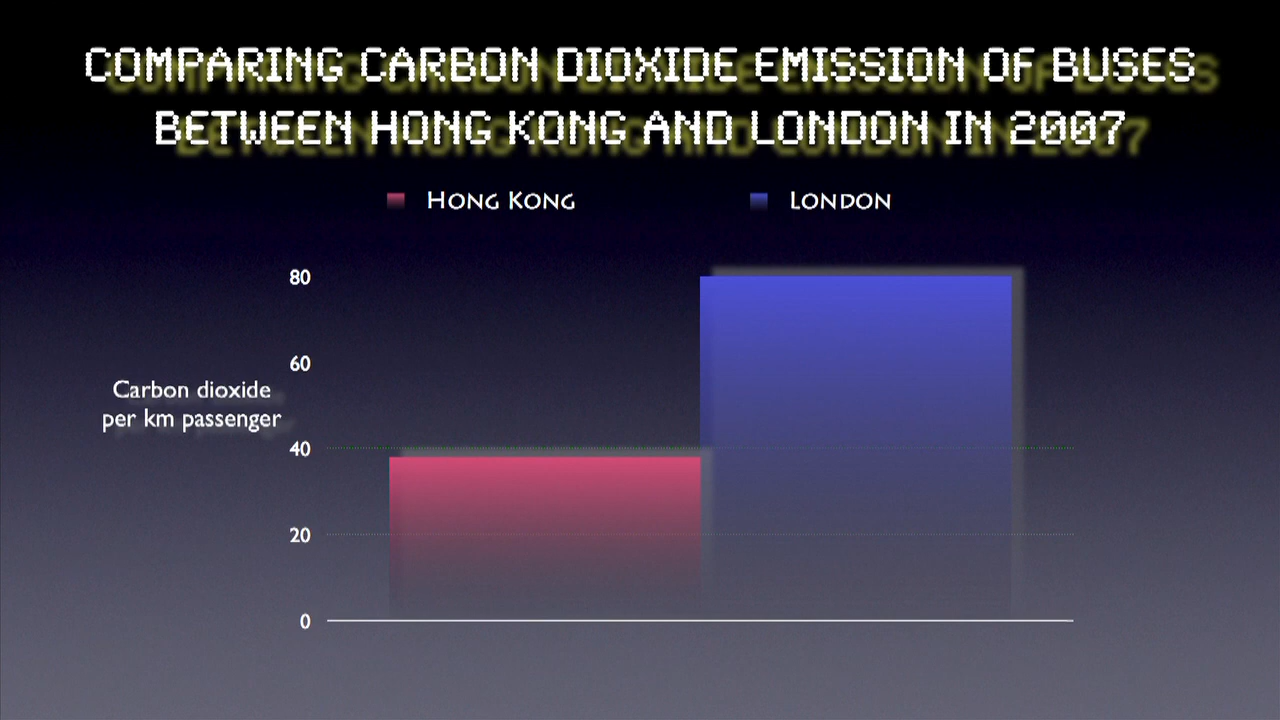 COMPARING CARBON DIOXIDE EMISSION OF BUSES
BETWEEN HONG KONG AND LONDON IN 2007
HONG KONG
LONDON
80
60
Carbon dioxide
per km passenger
40
20
0